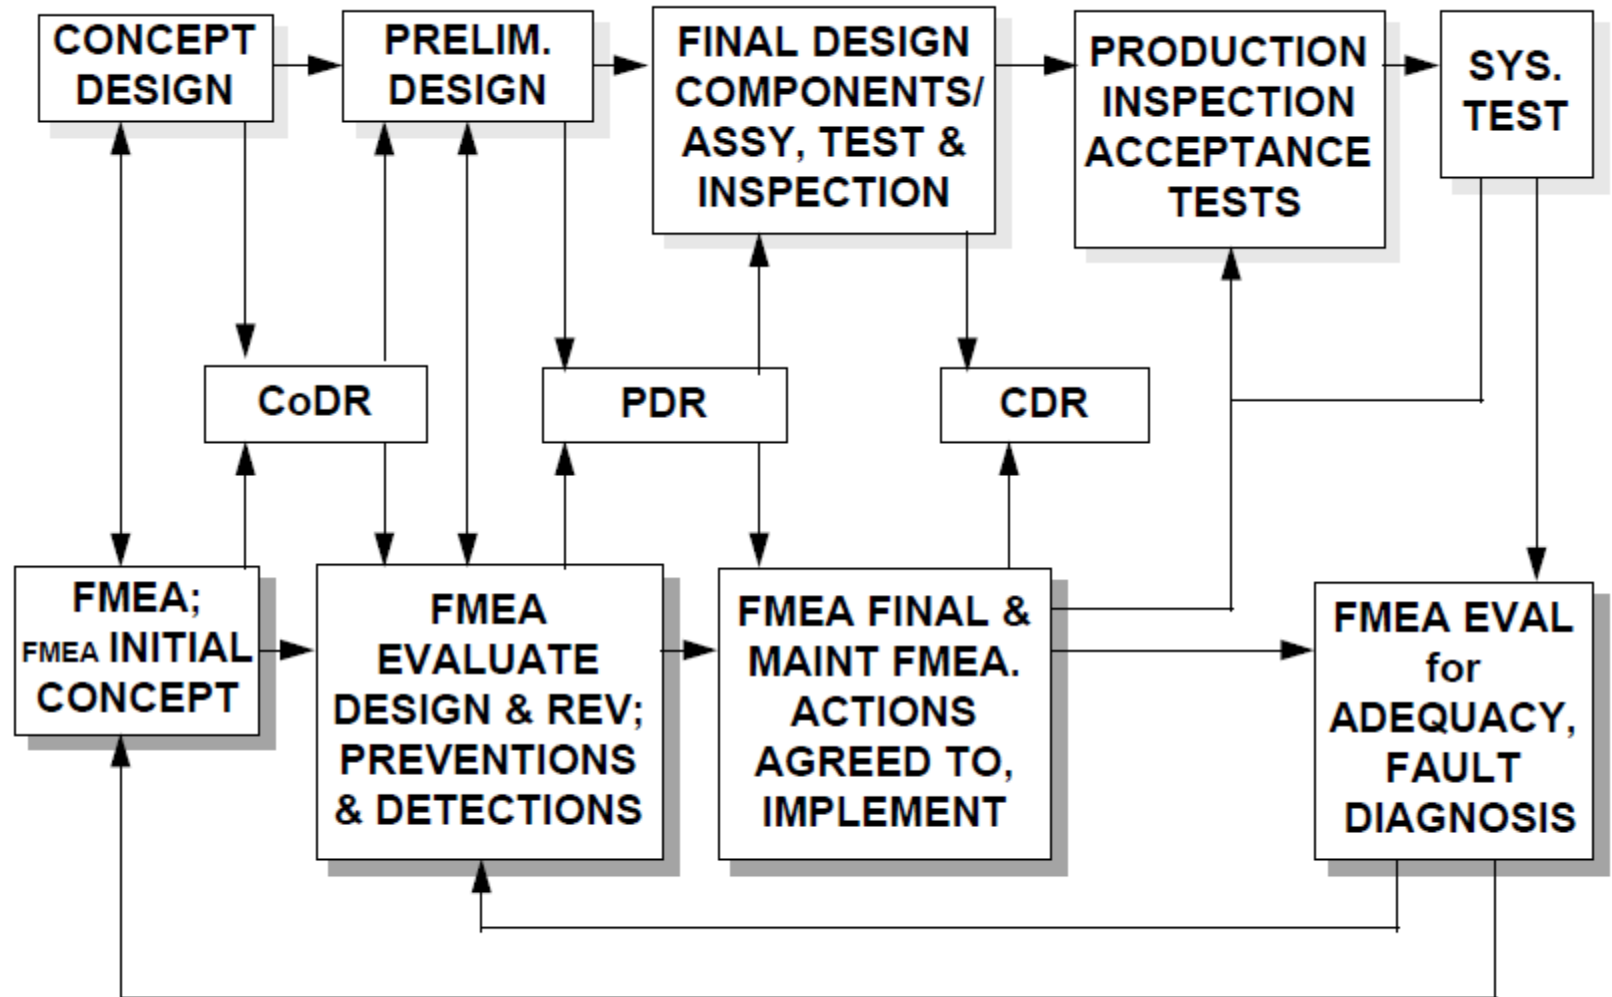 CONCEPT
DESIGN
PRELIM.
DESIGN
FINAL DESIGN
COMPONENTS/
ASSY, TEST &
INSPECTION
PRODUCTION
INSPECTION
ACCEPTANCE
TESTS
SYS.
TEST
CoDR
PDR
CDR
FMEA;
FMEA INITIAL
CONCEPT
FMEA
EVALUATE
DESIGN & REV;
PREVENTIONS
& DETECTIONS
FMEA FINAL &
MAINT FMEA.
ACTIONS
AGREED TO,
IMPLEMENT
FMEA EVAL
for
ADEQUACY,
FAULT
DIAGNOSIS